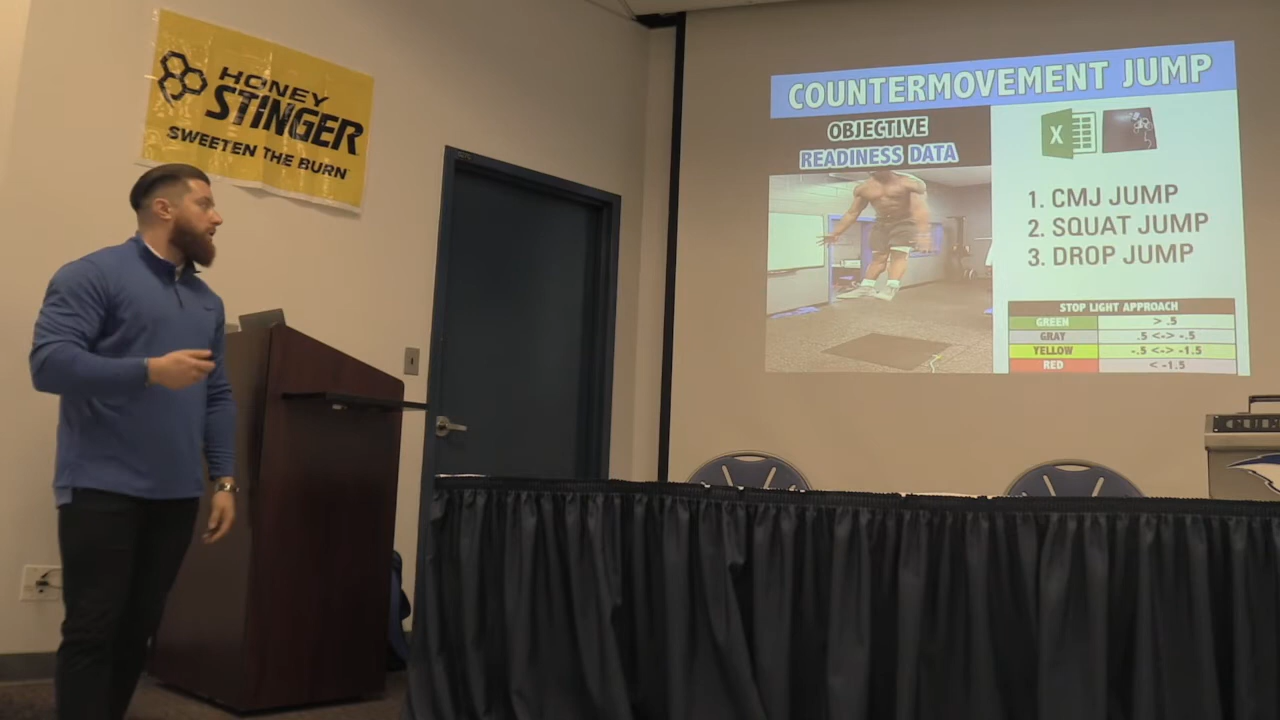 HONEY
STINGER
SWEETEN THE BURN
COUNTERMOVEMENT JUMP
OBJECTIVE
READINESS DATA
X
1. CMJ JUMP
2. SQUAT JUMP
3. DROP JUMP
STOP LIGHT APPROACH
GREEN > .5
GRAY .5 <-> -.5
YELLOW -.5 <-> -1.5
RED < -1.5